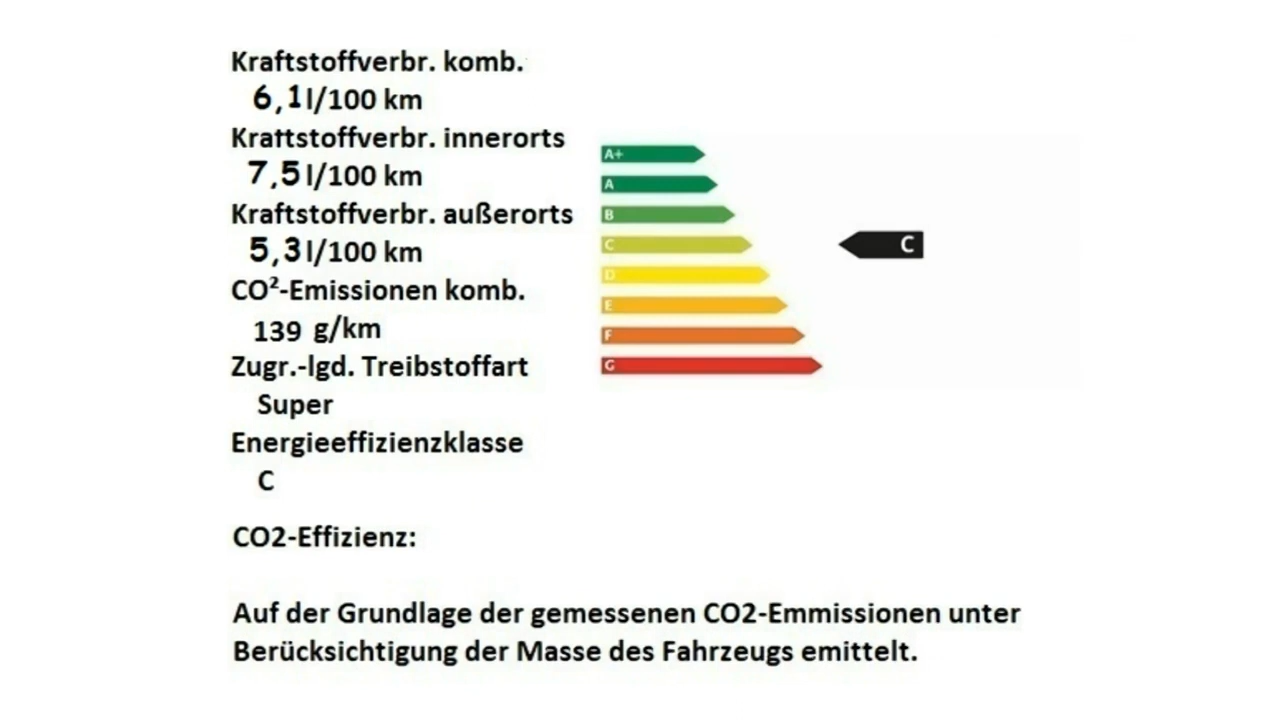 Kraftstoffverbr. komb.
6,1 l/100 km
Krattstoffverbr. innerorts
7,5 l/100 km
Kraftstoffverbr. außerorts
5,3 l/100 km
CO²-Emissionen komb.
139 g/km
Zugr.-lgd. Treibstoffart
Super
Energieeffizienzklasse
C
A+
A
B
C
D
E
F
G
C
CO2-Effizienz:
Auf der Grundlage der gemessenen CO2-Emmissionen unter
Berücksichtigung der Masse des Fahrzeugs emittelt.